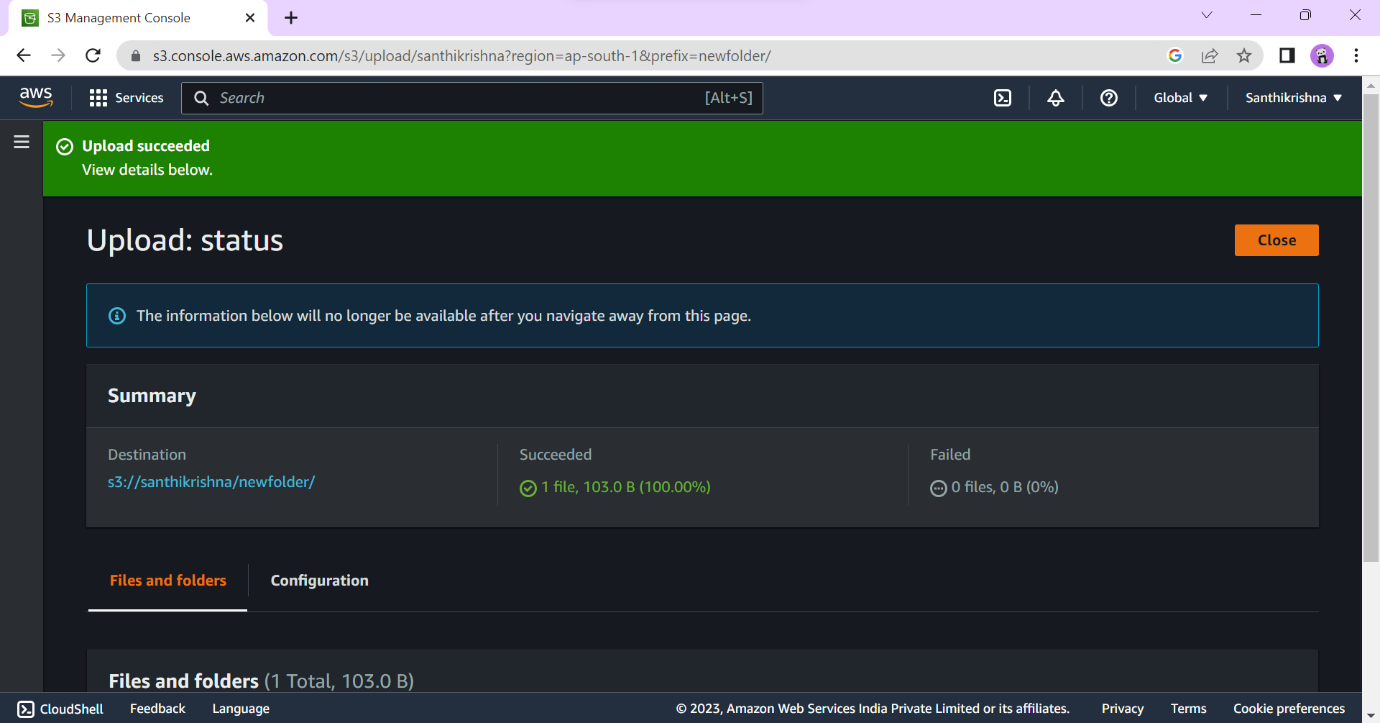 S3 Management Console
s3.console.aws.amazon.com/s3/upload/santhikrishna?region=ap-south-1&prefix=newfolder/
aws Services Search [Alt+S] Global Santhikrishna
Upload succeeded
View details below.
Upload: status
Close
The information below will no longer be available after you navigate away from this page.
Summary
Destination Succeeded Failed
s3://santhikrishna/newfolder/ 1 file, 103.0 B (100.00%) 0 files, 0 B (0%)
Files and folders Configuration
Files and folders (1 Total, 103.0 B)
CloudShell Feedback Language © 2023, Amazon Web Services India Private Limited or its affiliates. Privacy Terms Cookie preferences